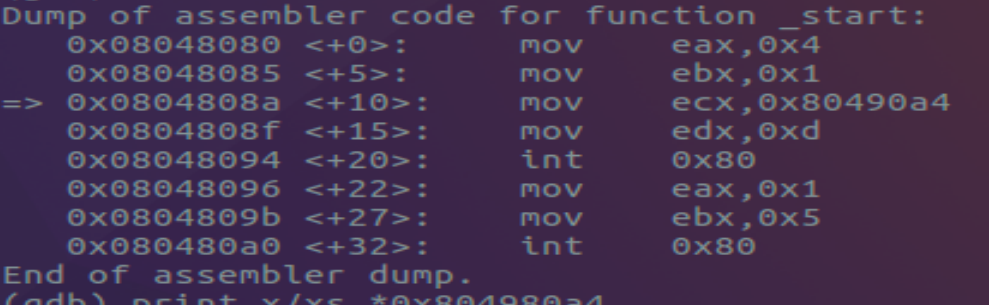 Dump of assembler code for function _start:
   0x08048080 <+0>:     mov    eax,0x4
   0x08048085 <+5>:     mov    ebx,0x1
=> 0x0804808a <+10>:    mov    ecx,0x80490a4
   0x0804808f <+15>:    mov    edx,0xd
   0x08048094 <+20>:    int    0x80
   0x08048096 <+22>:    mov    eax,0x1
   0x0804809b <+27>:    mov    ebx,0x5
   0x080480a0 <+32>:    int    0x80
End of assembler dump.
(gdb) print x/xs *0x804980a4